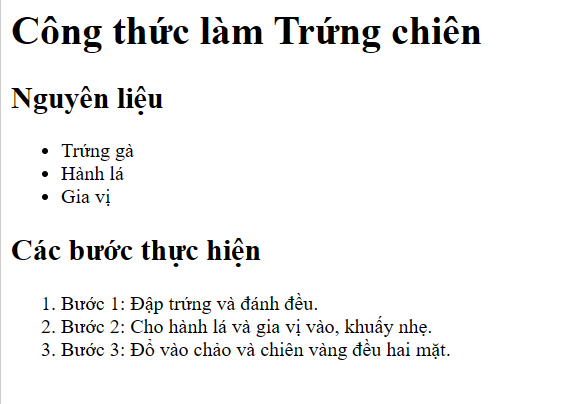 Công thức làm Trứng chiên
Nguyên liệu
• Trứng gà
• Hành lá
• Gia vị
Các bước thực hiện
1. Bước 1: Đập trứng và đánh đều.
2. Bước 2: Cho hành lá và gia vị vào, khuấy nhẹ.
3. Bước 3: Đổ vào chảo và chiên vàng đều hai mặt.